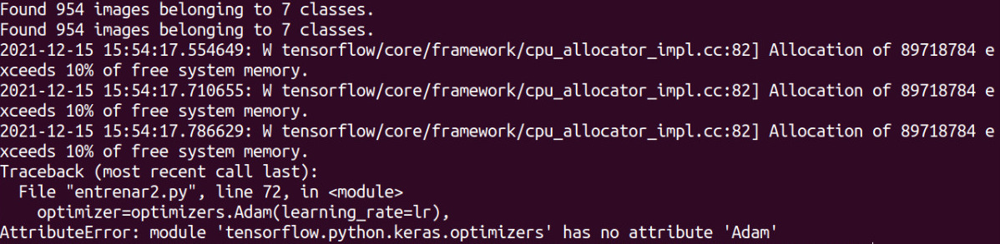 Found 954 images belonging to 7 classes.
Found 954 images belonging to 7 classes.
2021-12-15 15:54:17.554649: W tensorflow/core/framework/cpu_allocator_impl.cc:82] Allocation of 89718784 e
xceeds 10% of free system memory.
2021-12-15 15:54:17.710655: W tensorflow/core/framework/cpu_allocator_impl.cc:82] Allocation of 89718784 e
xceeds 10% of free system memory.
2021-12-15 15:54:17.786629: W tensorflow/core/framework/cpu_allocator_impl.cc:82] Allocation of 89718784 e
xceeds 10% of free system memory.
Traceback (most recent call last):
  File "entrenar2.py", line 72, in <module>
    optimizer=optimizers.Adam(learning_rate=lr),
AttributeError: module 'tensorflow.python.keras.optimizers' has no attribute 'Adam'